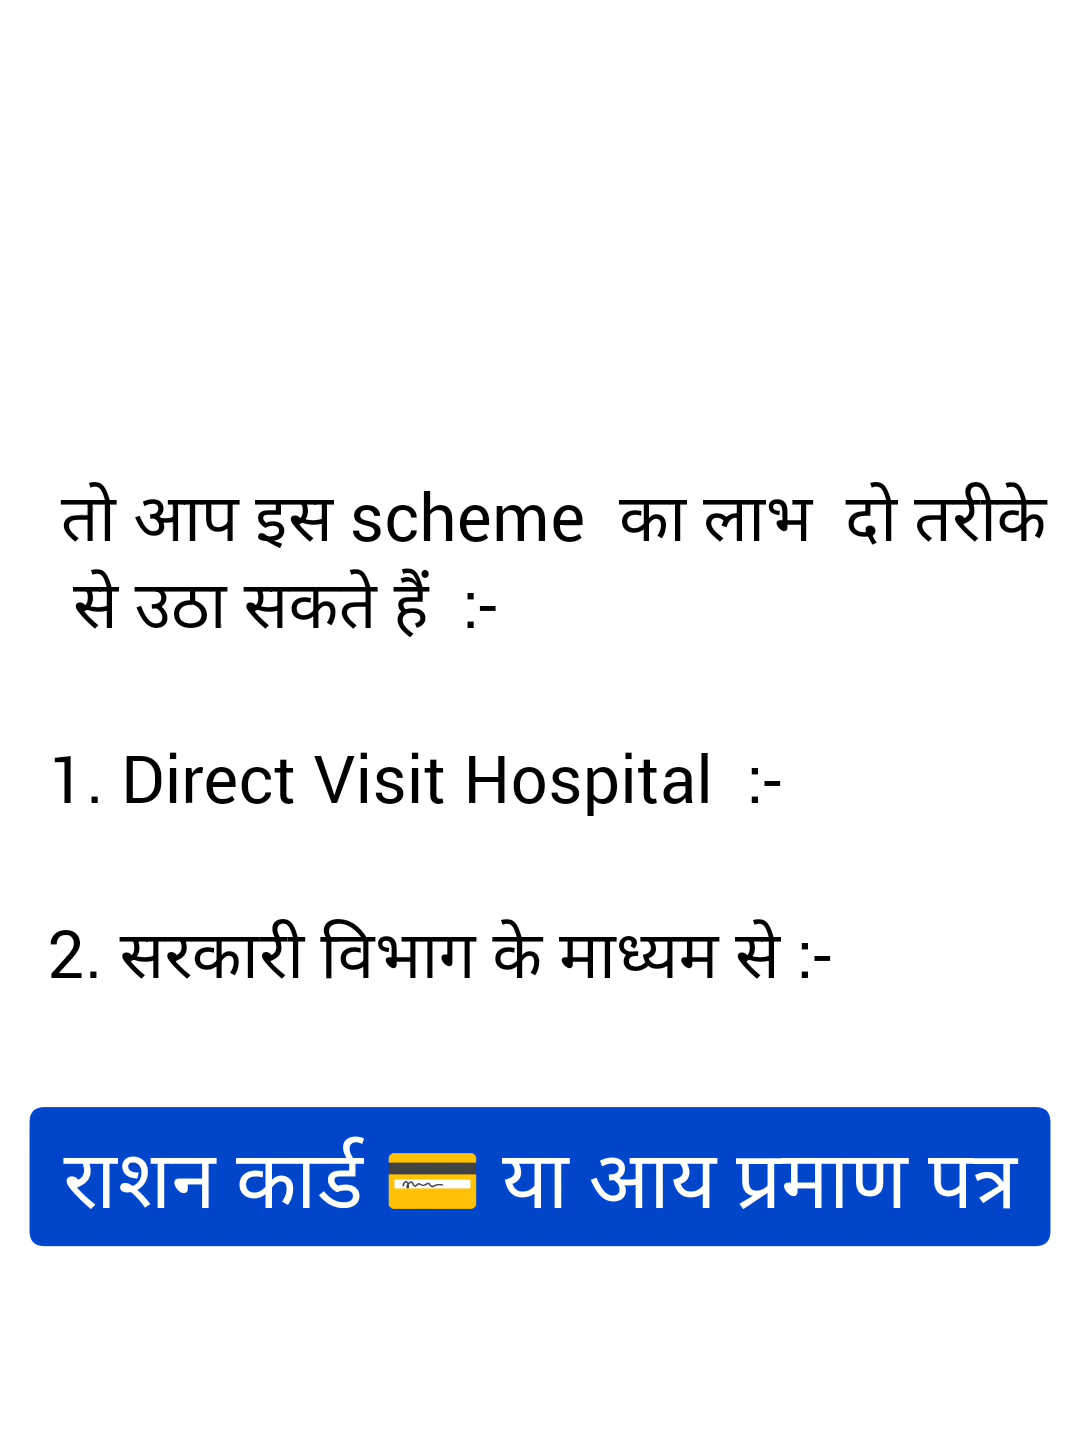 तो आप इस scheme का लाभ दो तरीके
से उठा सकते हैं :-
1. Direct Visit Hospital :-
2. सरकारी विभाग के माध्यम से :-
राशन कार्ड 💳 या आय प्रमाण पत्र